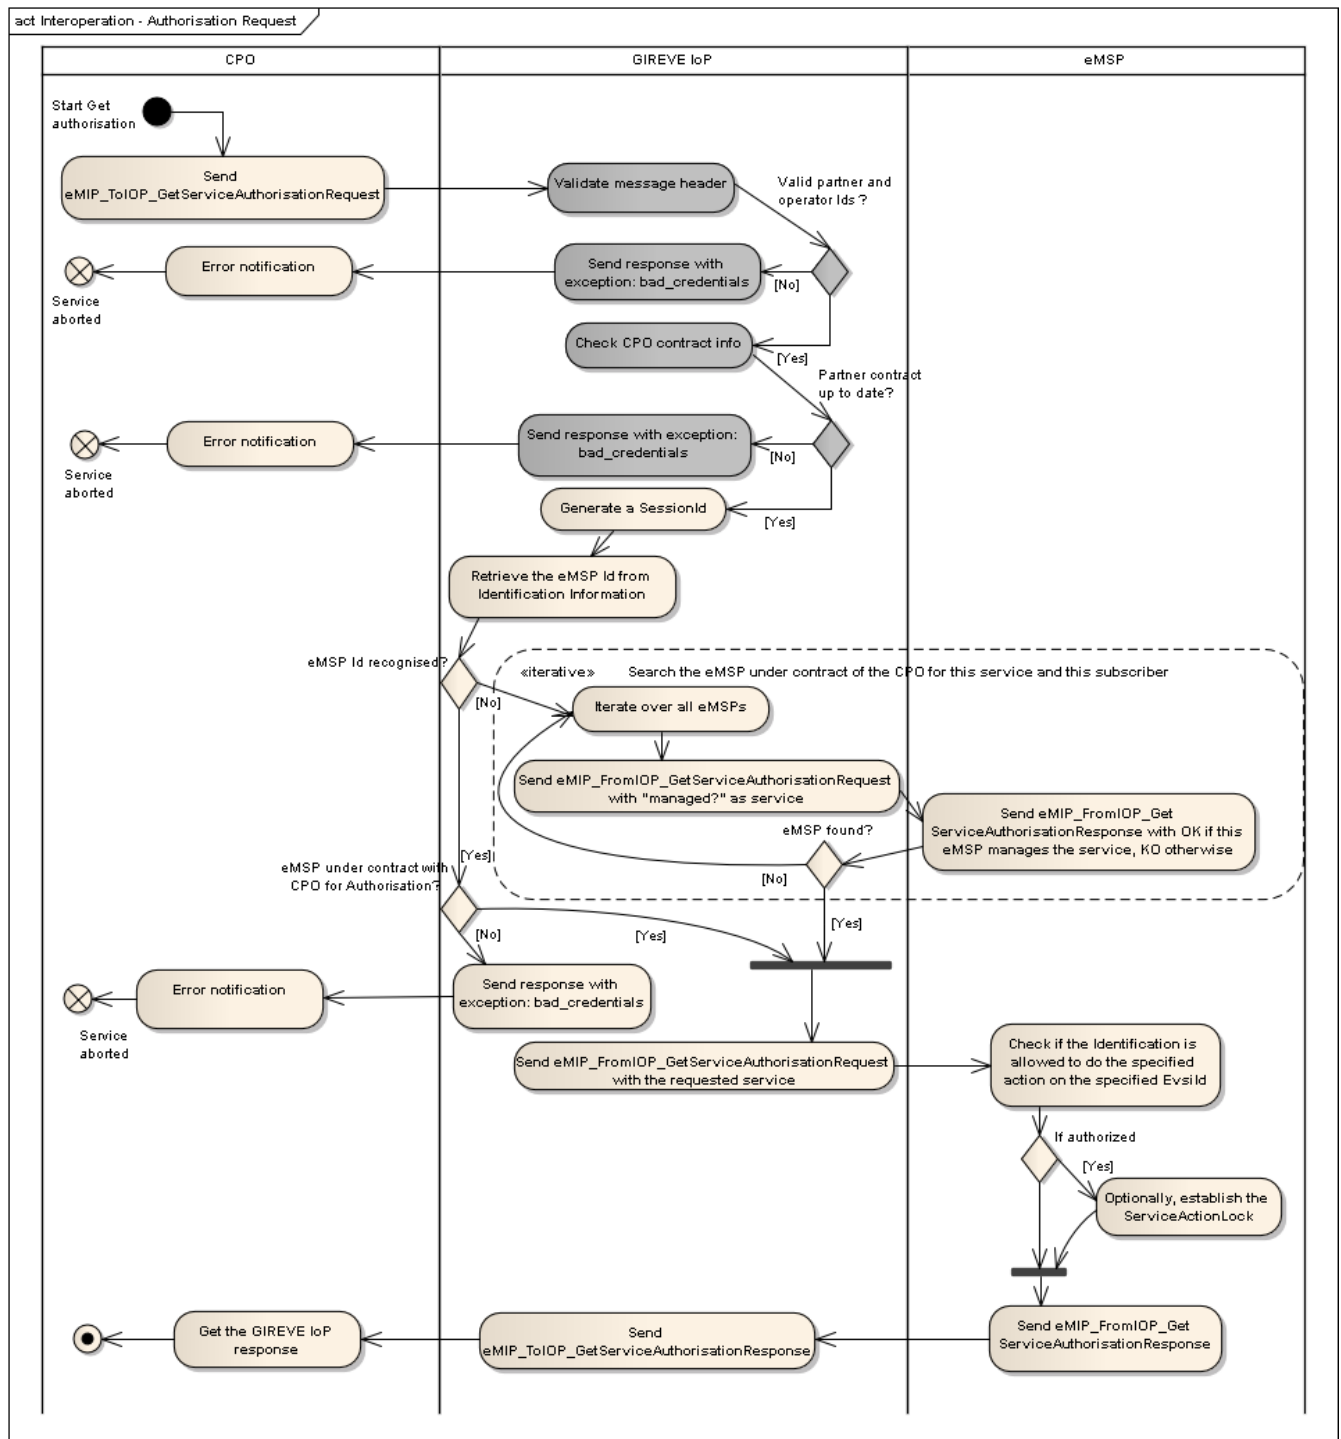 act Interoperation - Authorisation Request
CPO
GIREVE IoP
eMSP
Start Get
authorisation
Send
eMIP_ToIOP_GetServiceAuthorisationRequest
Validate message header
Valid partner and
operator Ids ?
Error notification
Send response with
exception: bad_credentials
[No]
Service
aborted
Check CPO contract info
[Yes]
Partner contract
up to date?
Error notification
Send response with exception:
bad_credentials
[No]
Service
aborted
Generate a SessionId
[Yes]
Retrieve the eMSP Id from
Identification Information
eMSP Id recognised?
«iterative»
Search the eMSP under contract of the CPO for this service and this subscriber
[No]
Iterate over all eMSPs
Send eMIP_FromIOP_GetServiceAuthorisationRequest
with "managed?" as service
Send eMIP_FromIOP_Get
ServiceAuthorisationResponse with OK if this
eMSP manages the service, KO otherwise
eMSP found?
[Yes]
[No]
eMSP under contract with
CPO for Authorisation?
[No]
[Yes]
[Yes]
Error notification
Send response with
exception: bad_credentials
Service
aborted
Send eMIP_FromIOP_GetServiceAuthorisationRequest
with the requested service
Check if the Identification is
allowed to do the specified
action on the specified EvsiId
If authorized
[Yes]
Optionally, establish the
ServiceActionLock
Get the GIREVE IoP
response
Send
eMIP_ToIOP_GetServiceAuthorisationResponse
Send eMIP_FromIOP_Get
ServiceAuthorisationResponse